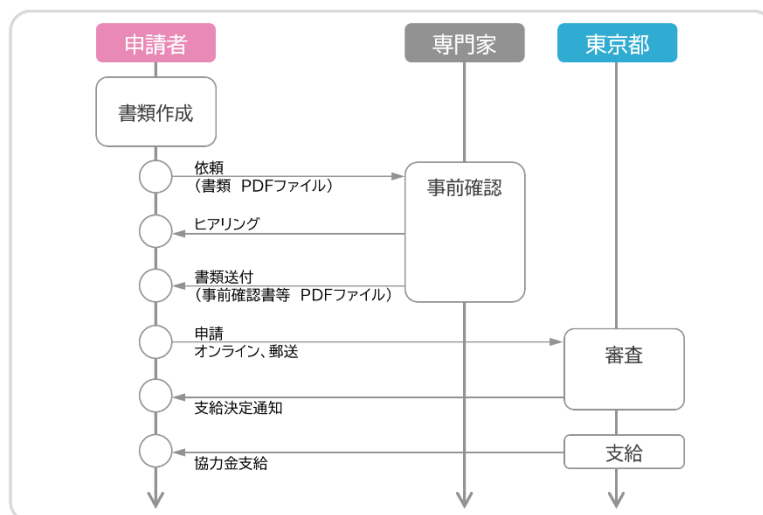 申請者
専門家
東京都
書類作成
依頼
（書類　PDFファイル）
事前確認
ヒアリング
書類送付
（事前確認書等　PDFファイル）
申請
オンライン、郵送
審査
支給決定通知
支給
協力金支給